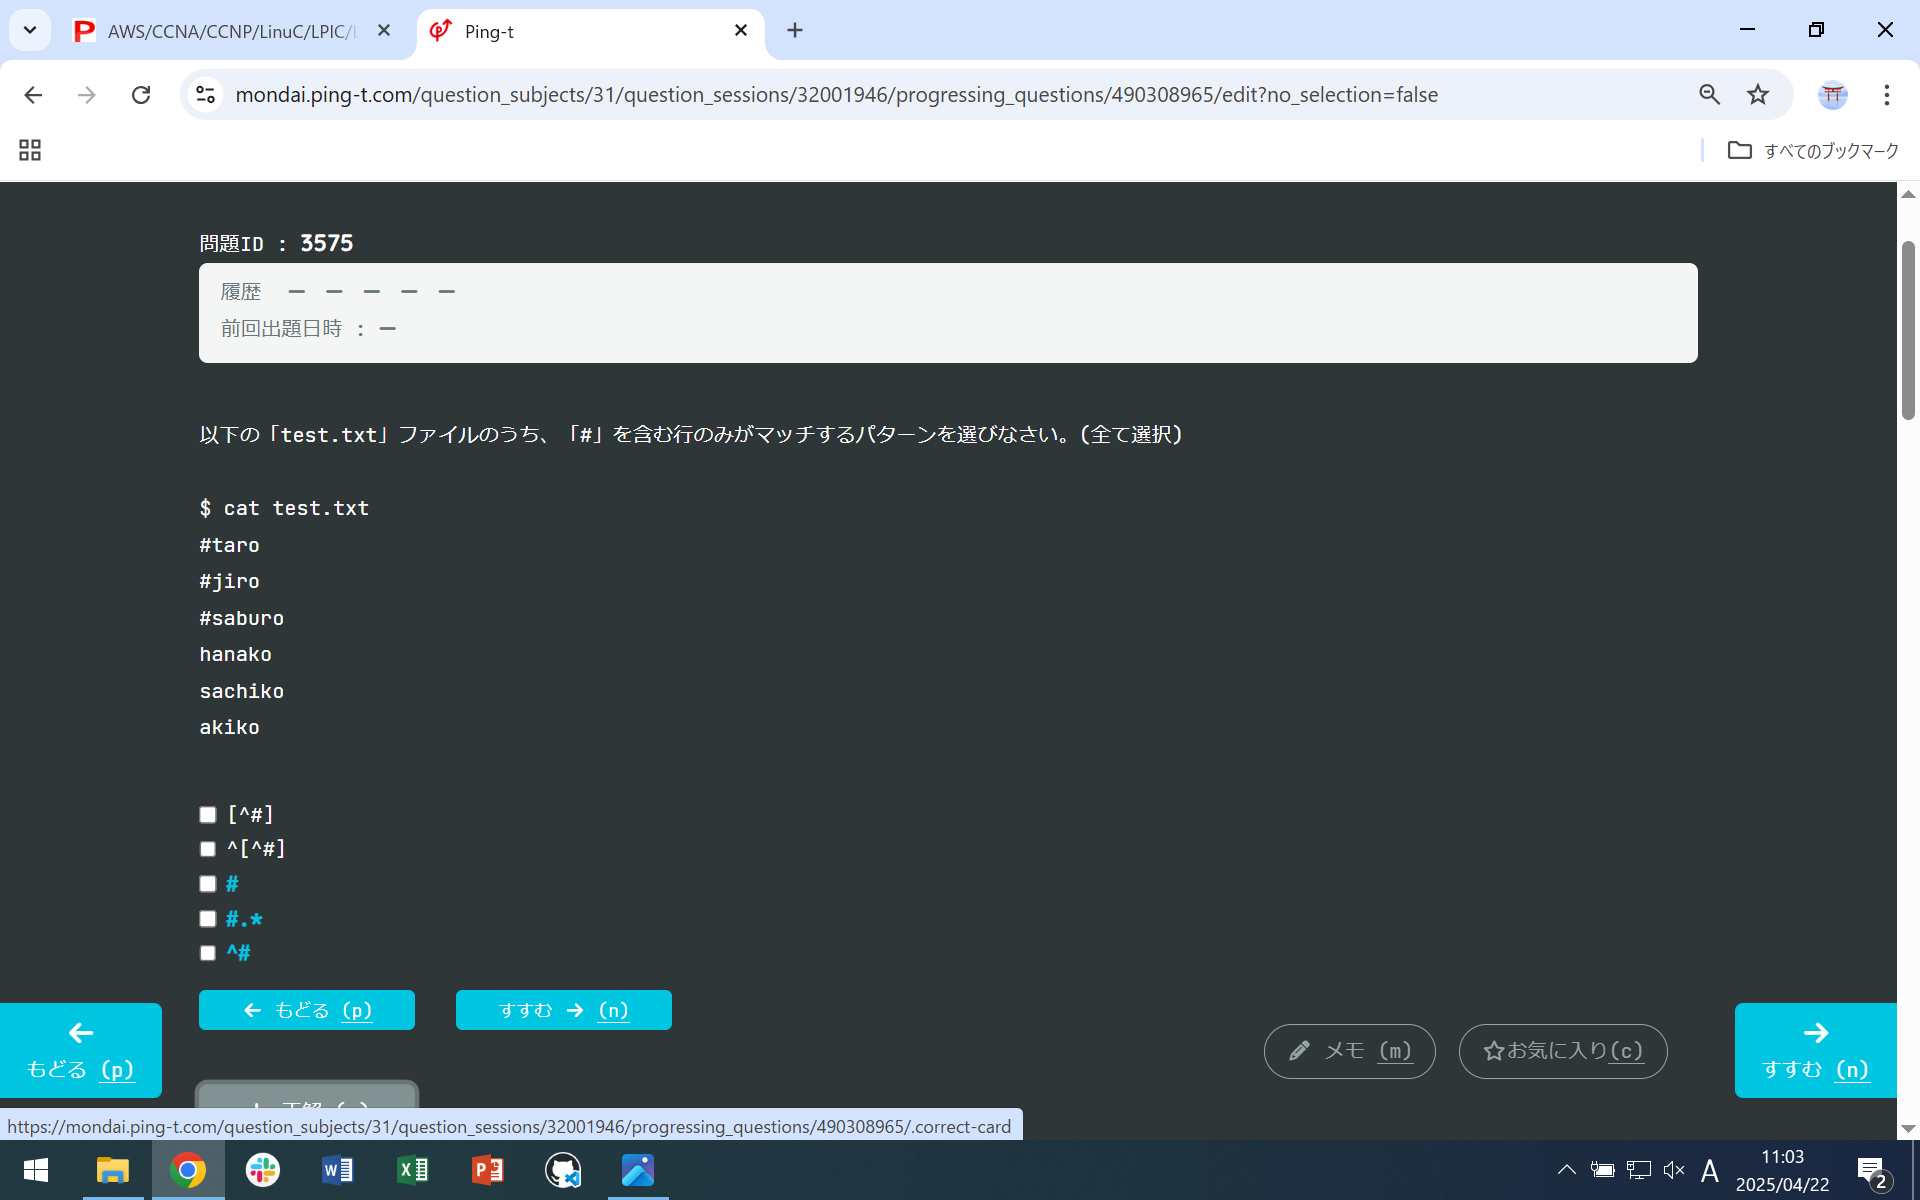 AWS/CCNA/CCNP/LinuC/LPIC/
Ping-t
mondai.ping-t.com/question_subjects/31/question_sessions/32001946/progressing_questions/490308965/edit?no_selection=false
すべてのブックマーク
問題ID : 3575
履歴 ー ー ー ー ー
前回出題日時 : ー
以下の「test.txt」ファイルのうち、「#」を含む行のみがマッチするパターンを選びなさい。(全て選択)
$ cat test.txt
#taro
#jiro
#saburo
hanako
sachiko
akiko
[^#]
^[^#]
#
#.*
^#
← もどる (p)
すすむ → (n)
← もどる (p)
メモ (m)
☆お気に入り(c)
→ すすむ (n)
https://mondai.ping-t.com/question_subjects/31/question_sessions/32001946/progressing_questions/490308965/.correct-card
A
11:03
2025/04/22
2